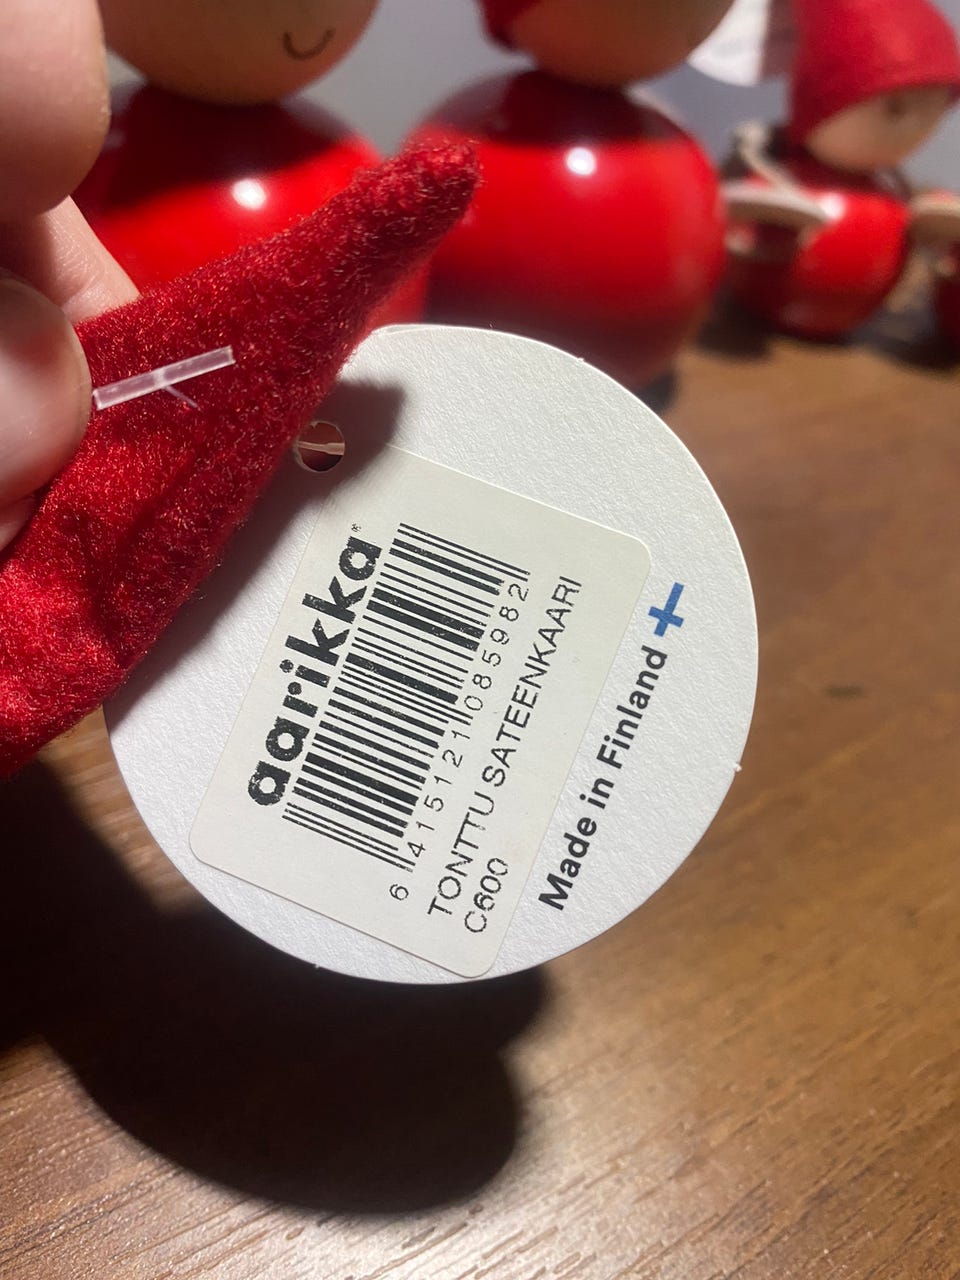 aarikka®
6 415121 085982
TONTTU SATEENKAARI
C600
Made in Finland